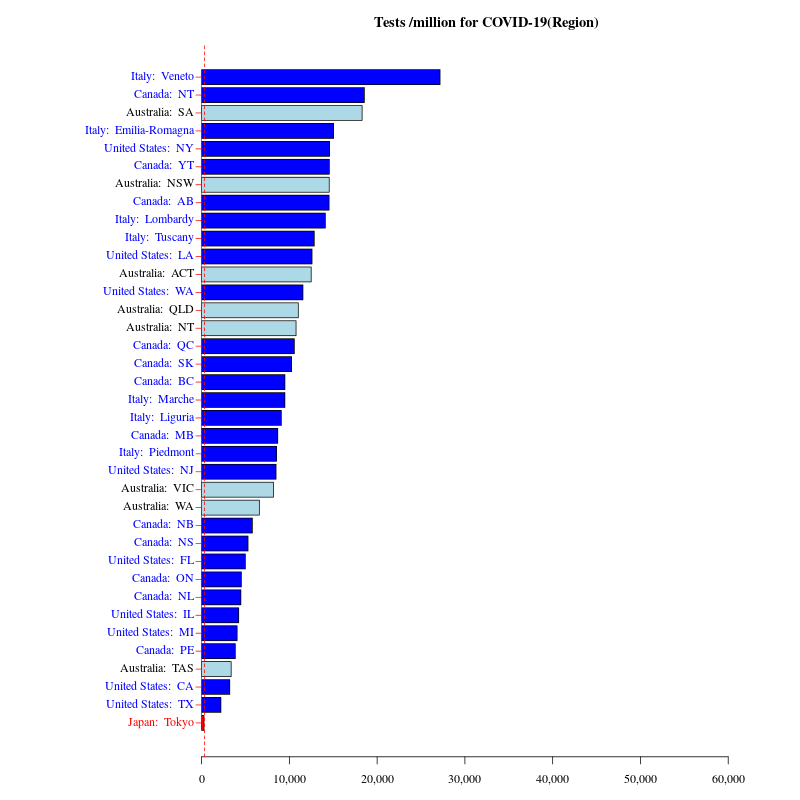 Tests /million for COVID-19(Region)
Italy: Veneto
Canada: NT
Australia: SA
Italy: Emilia-Romagna
United States: NY
Canada: YT
Australia: NSW
Canada: AB
Italy: Lombardy
Italy: Tuscany
United States: LA
Australia: ACT
United States: WA
Australia: QLD
Australia: NT
Canada: QC
Canada: SK
Canada: BC
Italy: Marche
Italy: Liguria
Canada: MB
Italy: Piedmont
United States: NJ
Australia: VIC
Australia: WA
Canada: NB
Canada: NS
United States: FL
Canada: ON
Canada: NL
United States: IL
United States: MI
Canada: PE
Australia: TAS
United States: CA
United States: TX
Japan: Tokyo
0 10,000 20,000 30,000 40,000 50,000 60,000